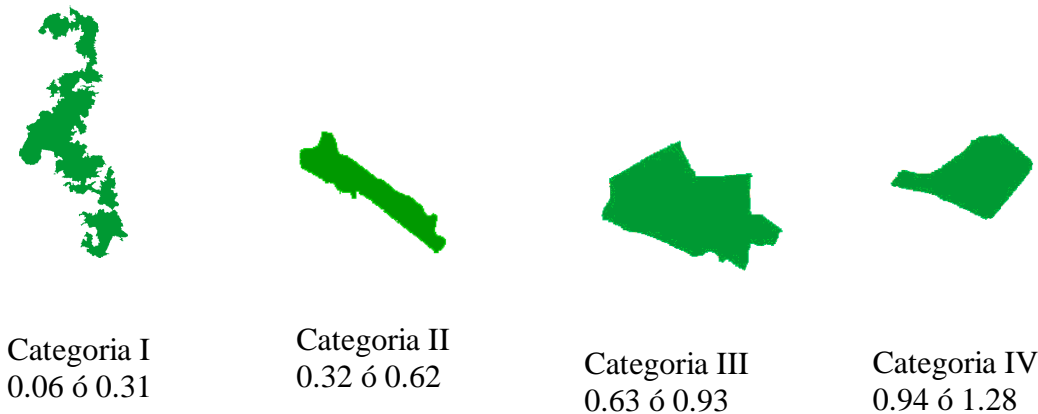 Categoria I
0.06 ó 0.31
Categoria II
0.32 ó 0.62
Categoria III
0.63 ó 0.93
Categoria IV
0.94 ó 1.28